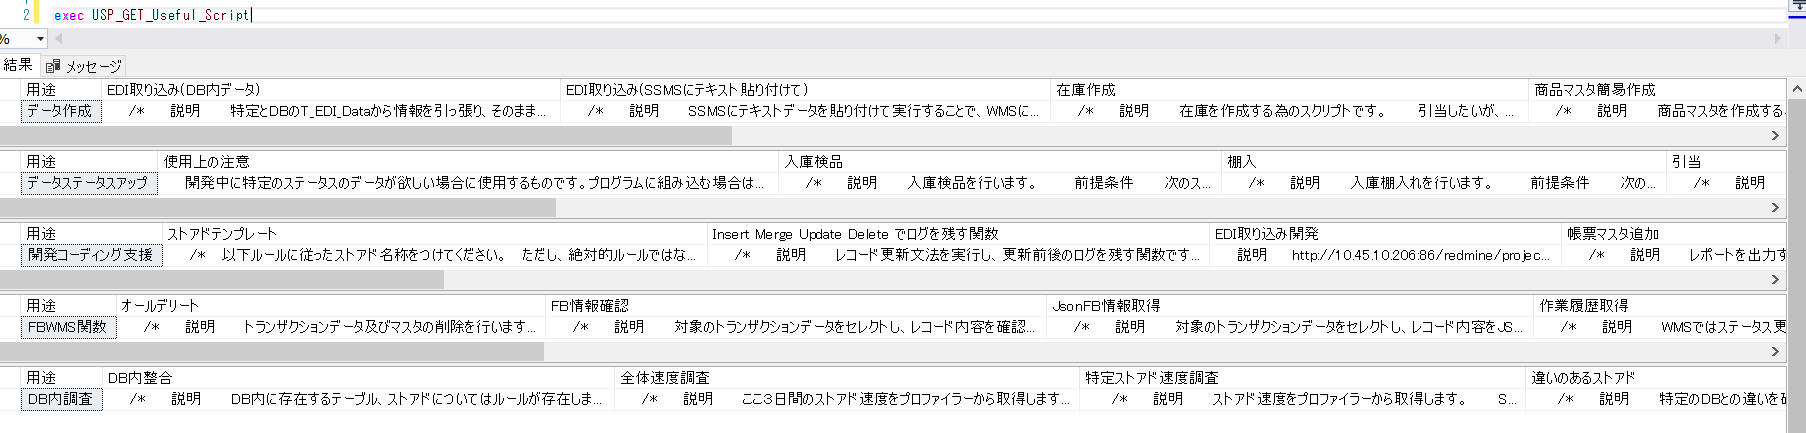 2 exec USP_GET_Useful_Script
%
結果 メッセージ
用途 EDI取り込み(DB内データ) EDI取り込み(SSMSにテキスト貼り付けて) 在庫作成 商品マスタ簡易作成
データ作成 /* 説明 特定とDBのT_EDI_Dataから情報を引っ張り、そのまま... /* 説明 SSMSにテキストデータを貼り付けて実行することで、WMSに... /* 説明 在庫を作成する為のスクリプトです。 引当したいが、... /* 説明 商品マスタを作成する
用途 使用上の注意 入庫検品 棚入 引当
データステータスアップ 開発中に特定のステータスのデータが欲しい場合に使用するものです。プログラムに組み込む場合は... /* 説明 入庫検品を行います。 前提条件 次のス... /* 説明 入庫棚入れを行います。 前提条件 次の... /* 説明
用途 ストアドテンプレート Insert Merge Update Delete でログを残す関数 EDI取り込み開発 帳票マスタ追加
開発コーディング支援 /* 以下ルールに従ったストアド名称をつけてください。 ただし、絶対的ルールではな... /* 説明 レコード更新文法を実行し、更新前後のログを残す関数です... 説明 http://10.45.10.206:86/redmine/projec... /* 説明 レポートを出力す
用途 オールデリート FB情報確認 JsonFB情報取得 作業履歴取得
FBWMS関数 /* 説明 トランザクションデータ及びマスタの削除を行います... /* 説明 対象のトランザクションデータをセレクトし、レコード内容を確認... /* 説明 対象のトランザクションデータをセレクトし、レコード内容をJS... /* 説明 WMSではステータス更
用途 DB内整合 全体速度調査 特定ストアド速度調査 違いのあるストアド
DB内調査 /* 説明 DB内に存在するテーブル、ストアドについてはルールが存在しま... /* 説明 ここ3日間のストアド速度をプロファイラーから取得します... /* 説明 ストアド速度をプロファイラーから取得します。 S... /* 説明 特定のDBとの違いを